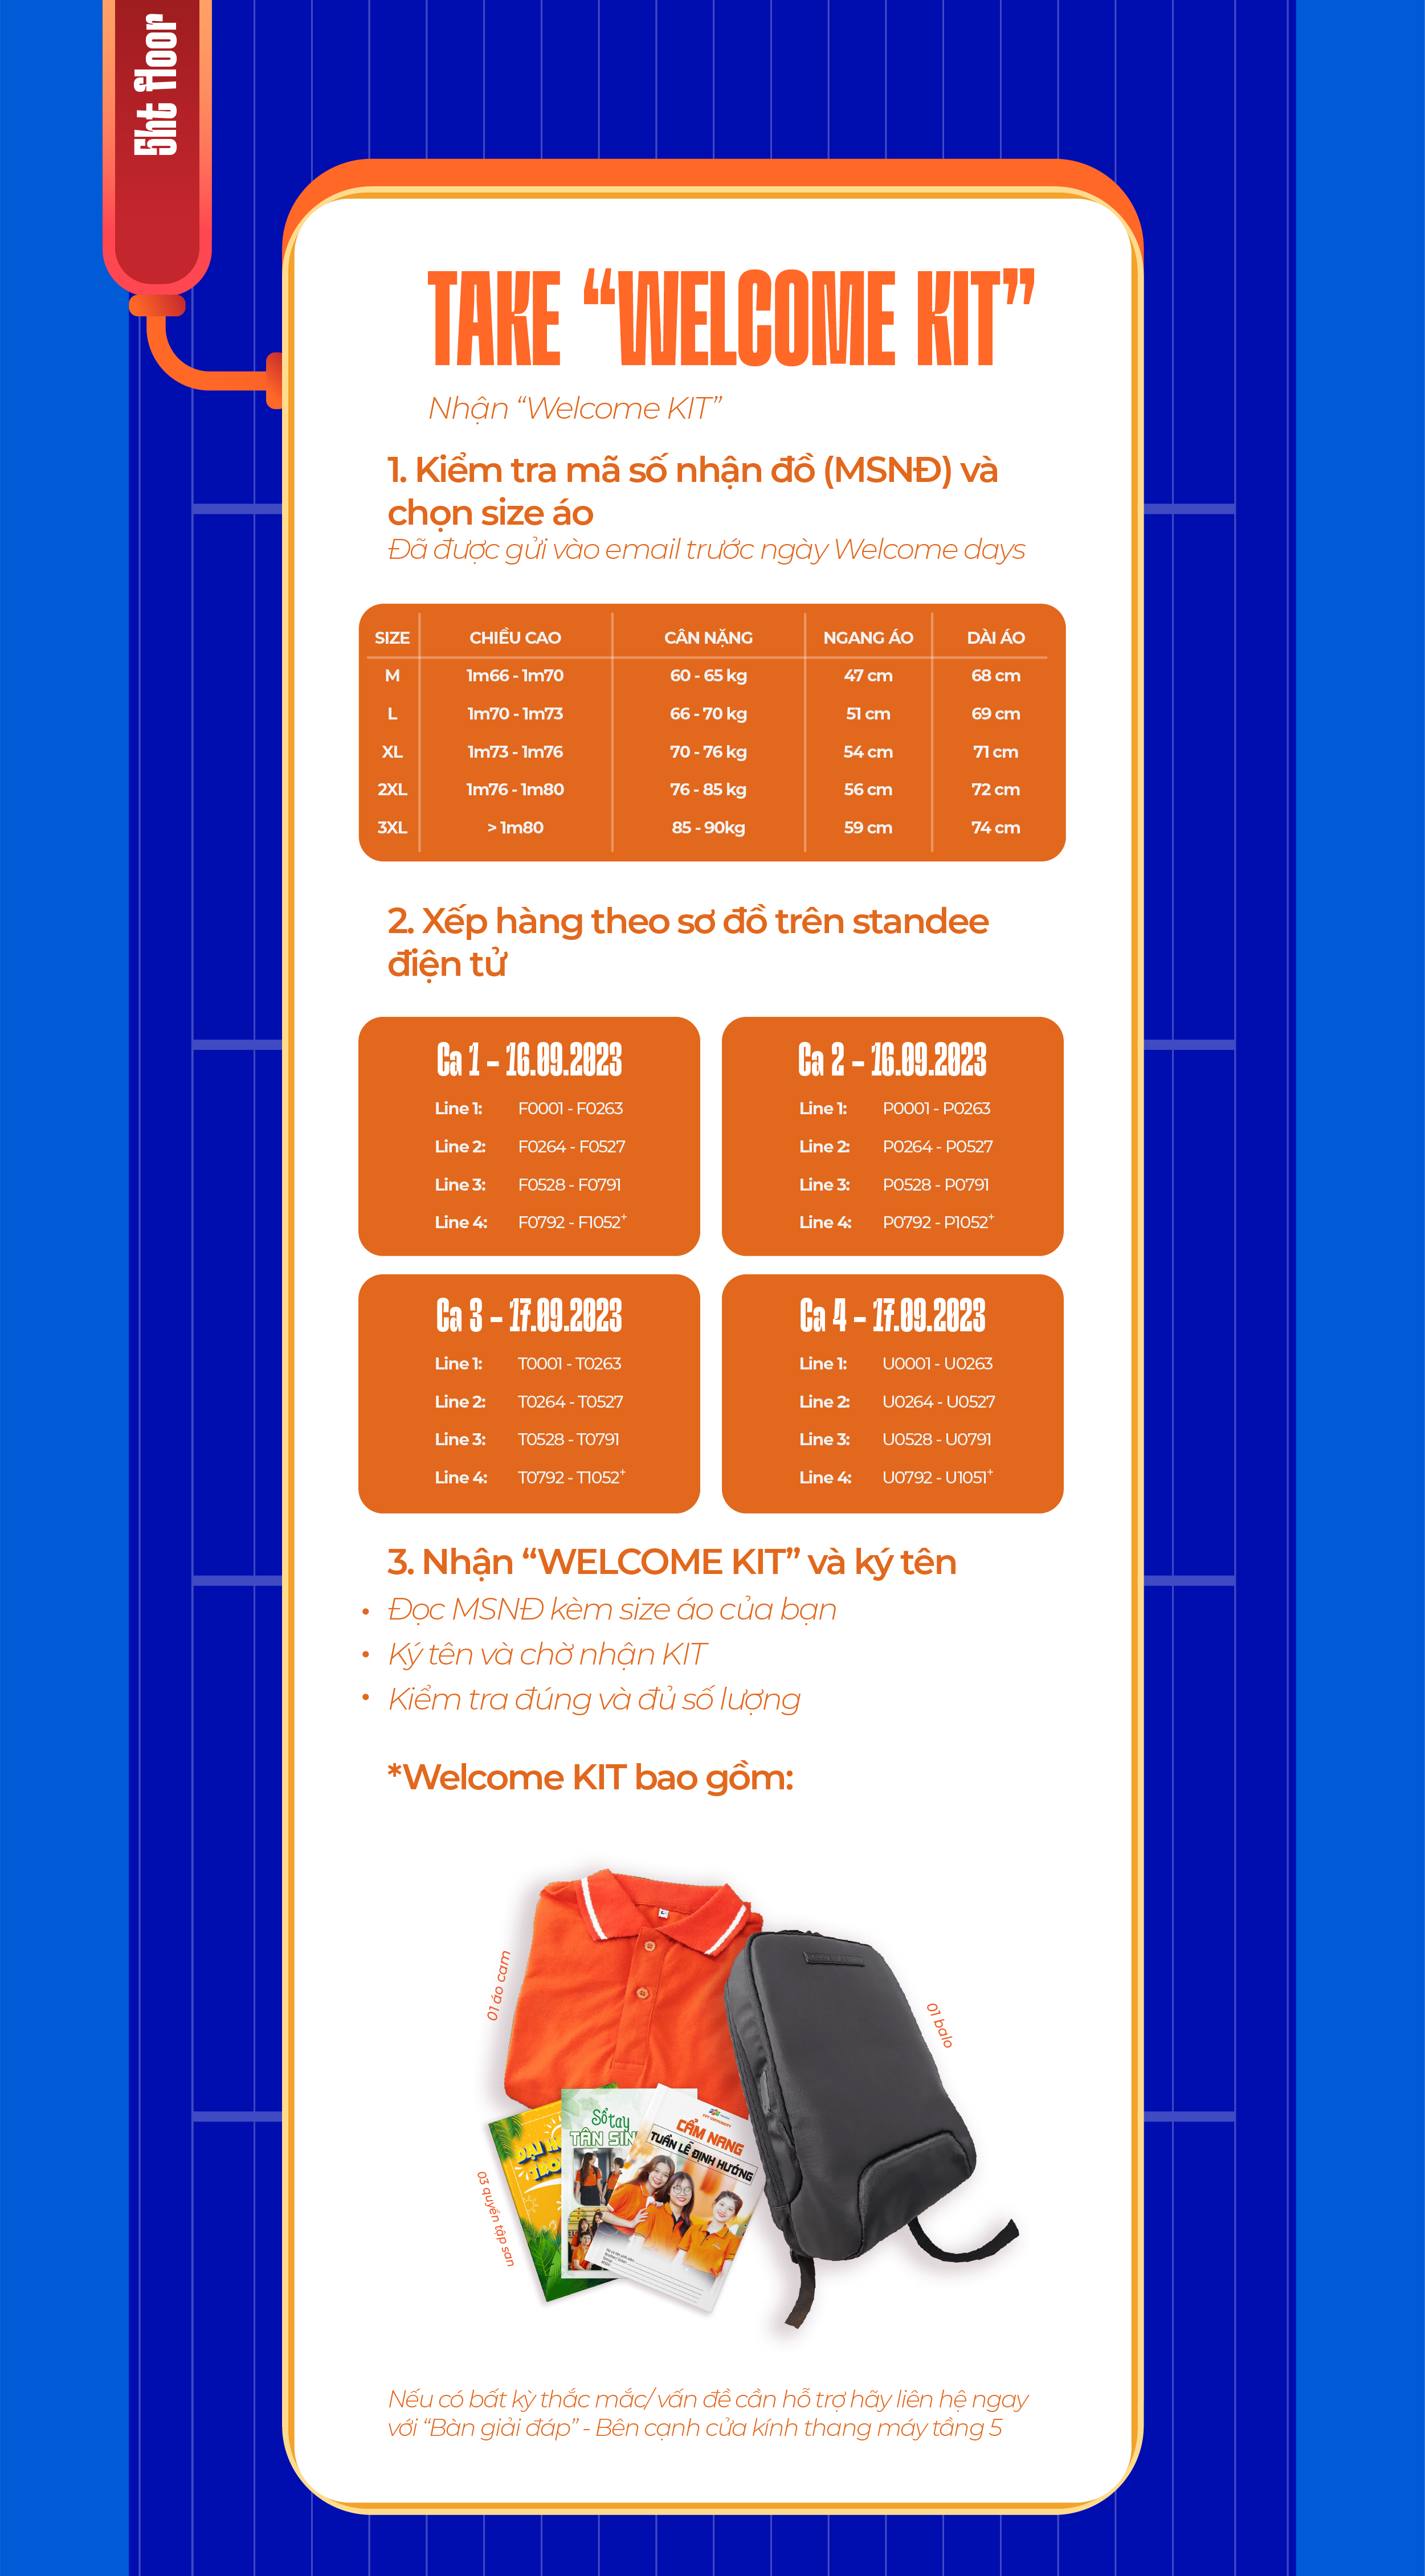 5ht floor
TAKE “WELCOME KIT”
Nhận “Welcome KIT”
1. Kiểm tra mã số nhận đồ (MSNĐ) và
chọn size áo
Đã được gửi vào email trước ngày Welcome days
SIZE CHIỀU CAO CÂN NẶNG NGANG ÁO DÀI ÁO
M 1m66 - 1m70 60 - 65 kg 47 cm 68 cm
L 1m70 - 1m73 66 - 70 kg 51 cm 69 cm
XL 1m73 - 1m76 70 - 76 kg 54 cm 71 cm
2XL 1m76 - 1m80 76 - 85 kg 56 cm 72 cm
3XL > 1m80 85 - 90kg 59 cm 74 cm
2. Xếp hàng theo sơ đồ trên standee
điện tử
Ca 1 – 16.09.2023
Line 1: F0001 - F0263
Line 2: F0264 - F0527
Line 3: F0528 - F0791
Line 4: F0792 - F1052+
Ca 2 – 16.09.2023
Line 1: P0001 - P0263
Line 2: P0264 - P0527
Line 3: P0528 - P0791
Line 4: P0792 - P1052+
Ca 3 – 17.09.2023
Line 1: T0001 - T0263
Line 2: T0264 - T0527
Line 3: T0528 - T0791
Line 4: T0792 - T1052+
Ca 4 – 17.09.2023
Line 1: U0001 - U0263
Line 2: U0264 - U0527
Line 3: U0528 - U0791
Line 4: U0792 - U1051+
3. Nhận “WELCOME KIT” và ký tên
• Đọc MSNĐ kèm size áo của bạn
• Ký tên và chờ nhận KIT
• Kiểm tra đúng và đủ số lượng
*Welcome KIT bao gồm:
01 áo cam
01 balo
03 quyển tập san
Sổ tay
TÂN SIN
FPT UNIVERSITY
CẨM NANG
TUẦN LỄ ĐỊNH HƯỚNG
Nếu có bất kỳ thắc mắc/ vấn đề cần hỗ trợ hãy liên hệ ngay
với “Bàn giải đáp” - Bên cạnh cửa kính thang máy tầng 5